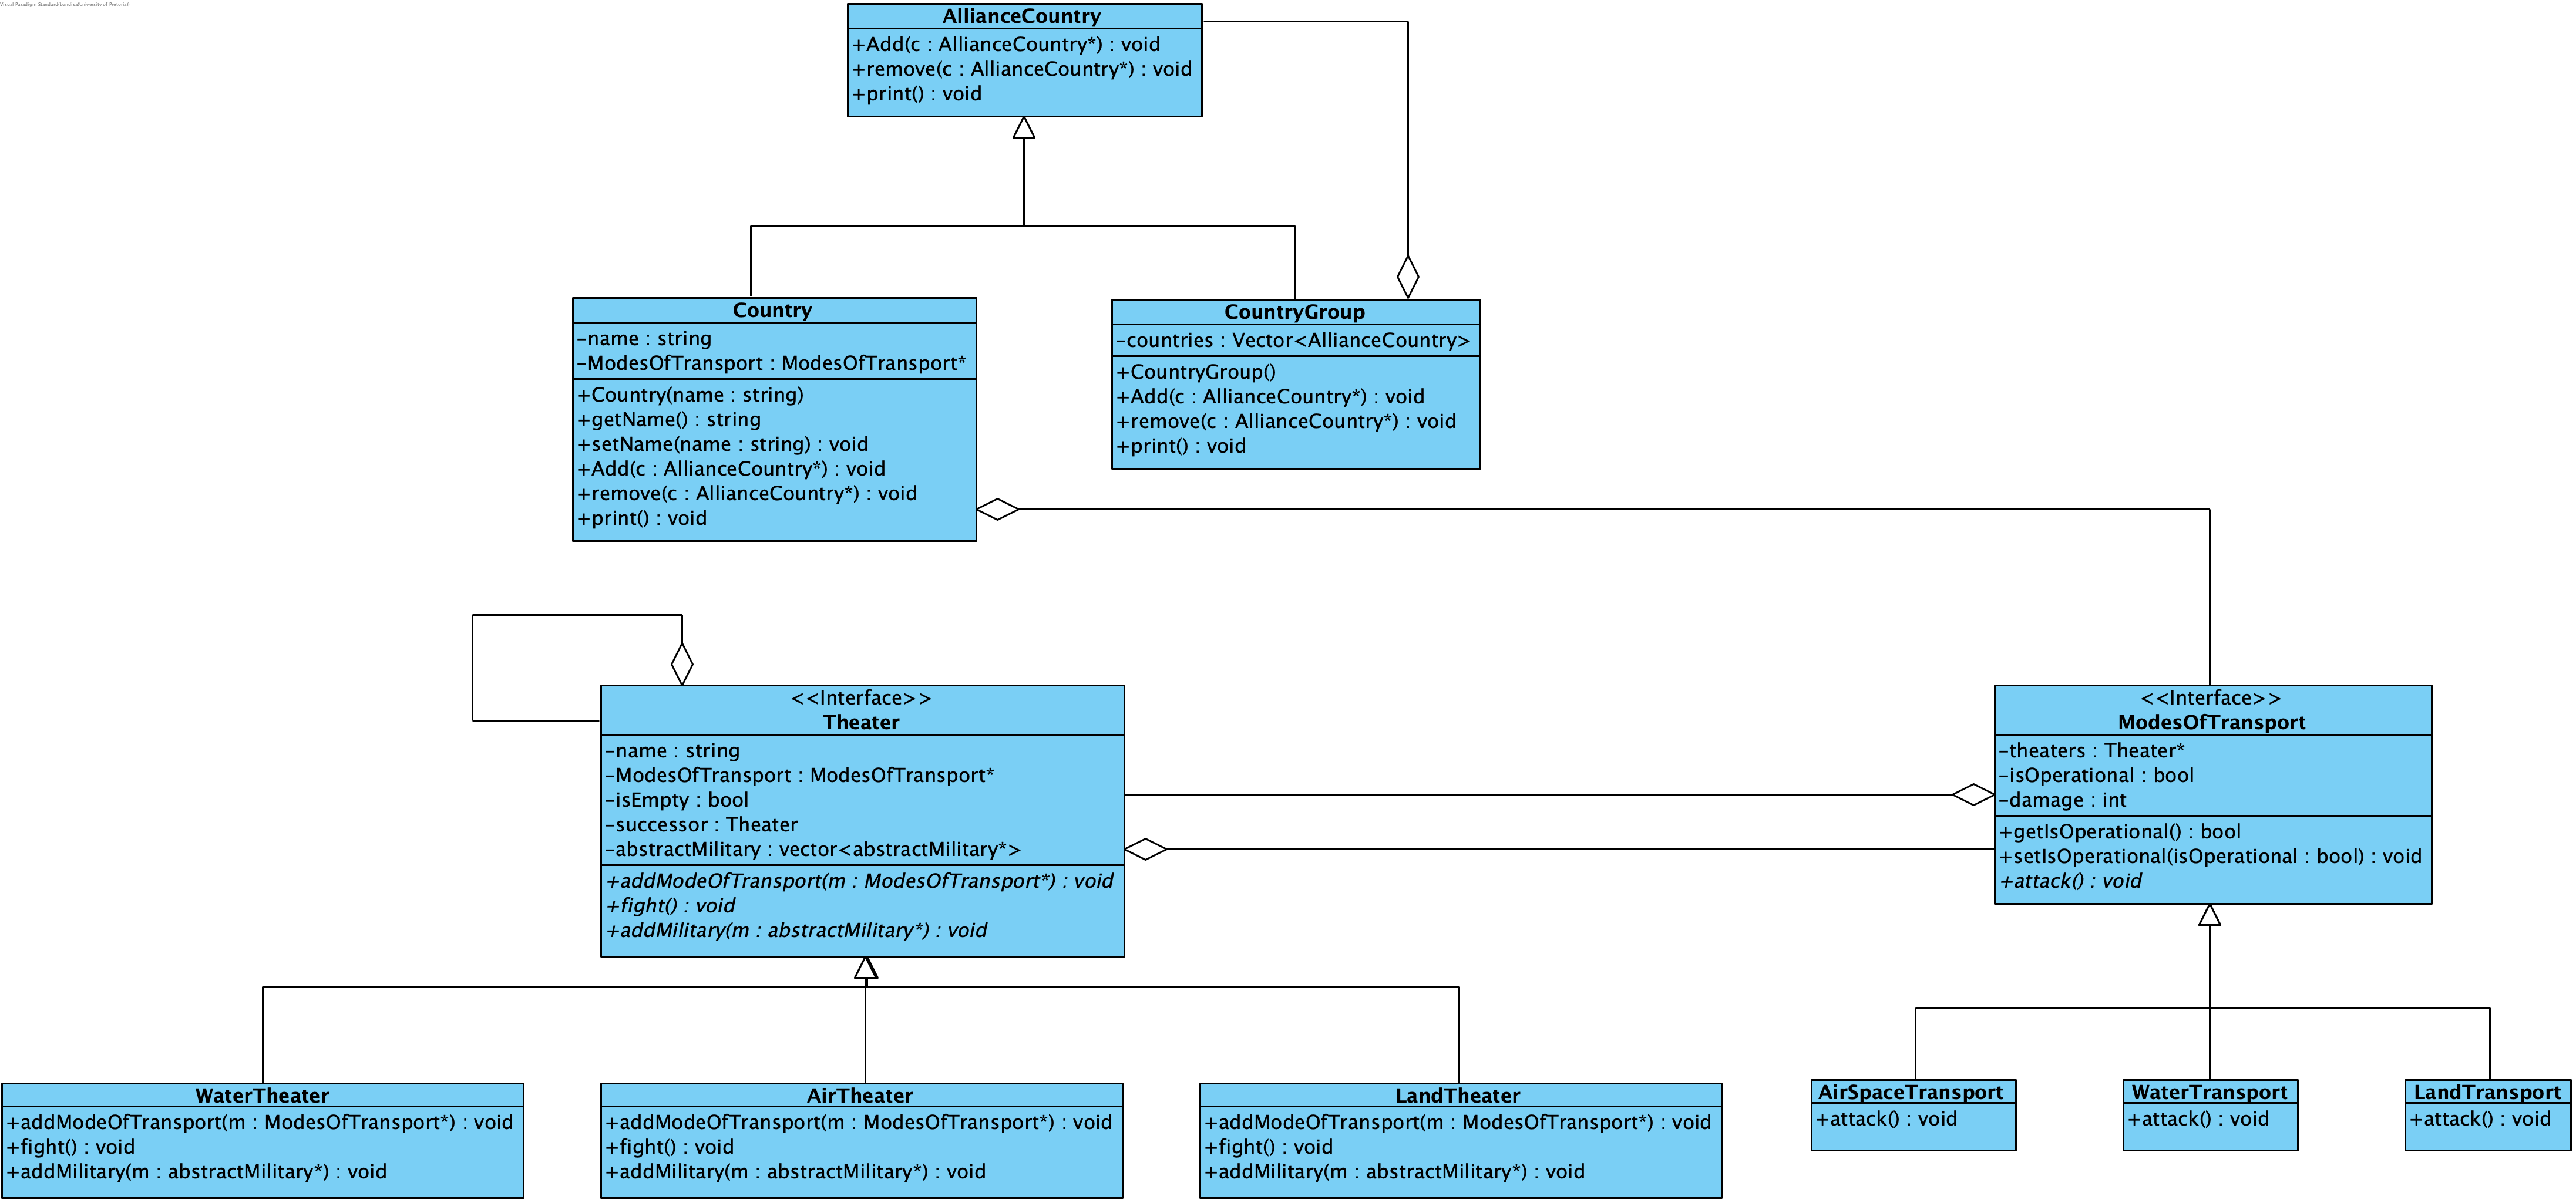 Visual Paradigm Standard(bandisa(University of Pretoria))
AllianceCountry
+Add(c : AllianceCountry*) : void
+remove(c : AllianceCountry*) : void
+print() : void
Country
-name : string
-ModesOfTransport : ModesOfTransport*
+Country(name : string)
+getName() : string
+setName(name : string) : void
+Add(c : AllianceCountry*) : void
+remove(c : AllianceCountry*) : void
+print() : void
CountryGroup
-countries : Vector<AllianceCountry>
+CountryGroup()
+Add(c : AllianceCountry*) : void
+remove(c : AllianceCountry*) : void
+print() : void
<<Interface>>
Theater
-name : string
-ModesOfTransport : ModesOfTransport*
-isEmpty : bool
-successor : Theater
-abstractMilitary : vector<abstractMilitary*>
+addModeOfTransport(m : ModesOfTransport*) : void
+fight() : void
+addMilitary(m : abstractMilitary*) : void
<<Interface>>
ModesOfTransport
-theaters : Theater*
-isOperational : bool
-damage : int
+getIsOperational() : bool
+setIsOperational(isOperational : bool) : void
+attack() : void
WaterTheater
+addModeOfTransport(m : ModesOfTransport*) : void
+fight() : void
+addMilitary(m : abstractMilitary*) : void
AirTheater
+addModeOfTransport(m : ModesOfTransport*) : void
+fight() : void
+addMilitary(m : abstractMilitary*) : void
LandTheater
+addModeOfTransport(m : ModesOfTransport*) : void
+fight() : void
+addMilitary(m : abstractMilitary*) : void
AirSpaceTransport
+attack() : void
WaterTransport
+attack() : void
LandTransport
+attack() : void